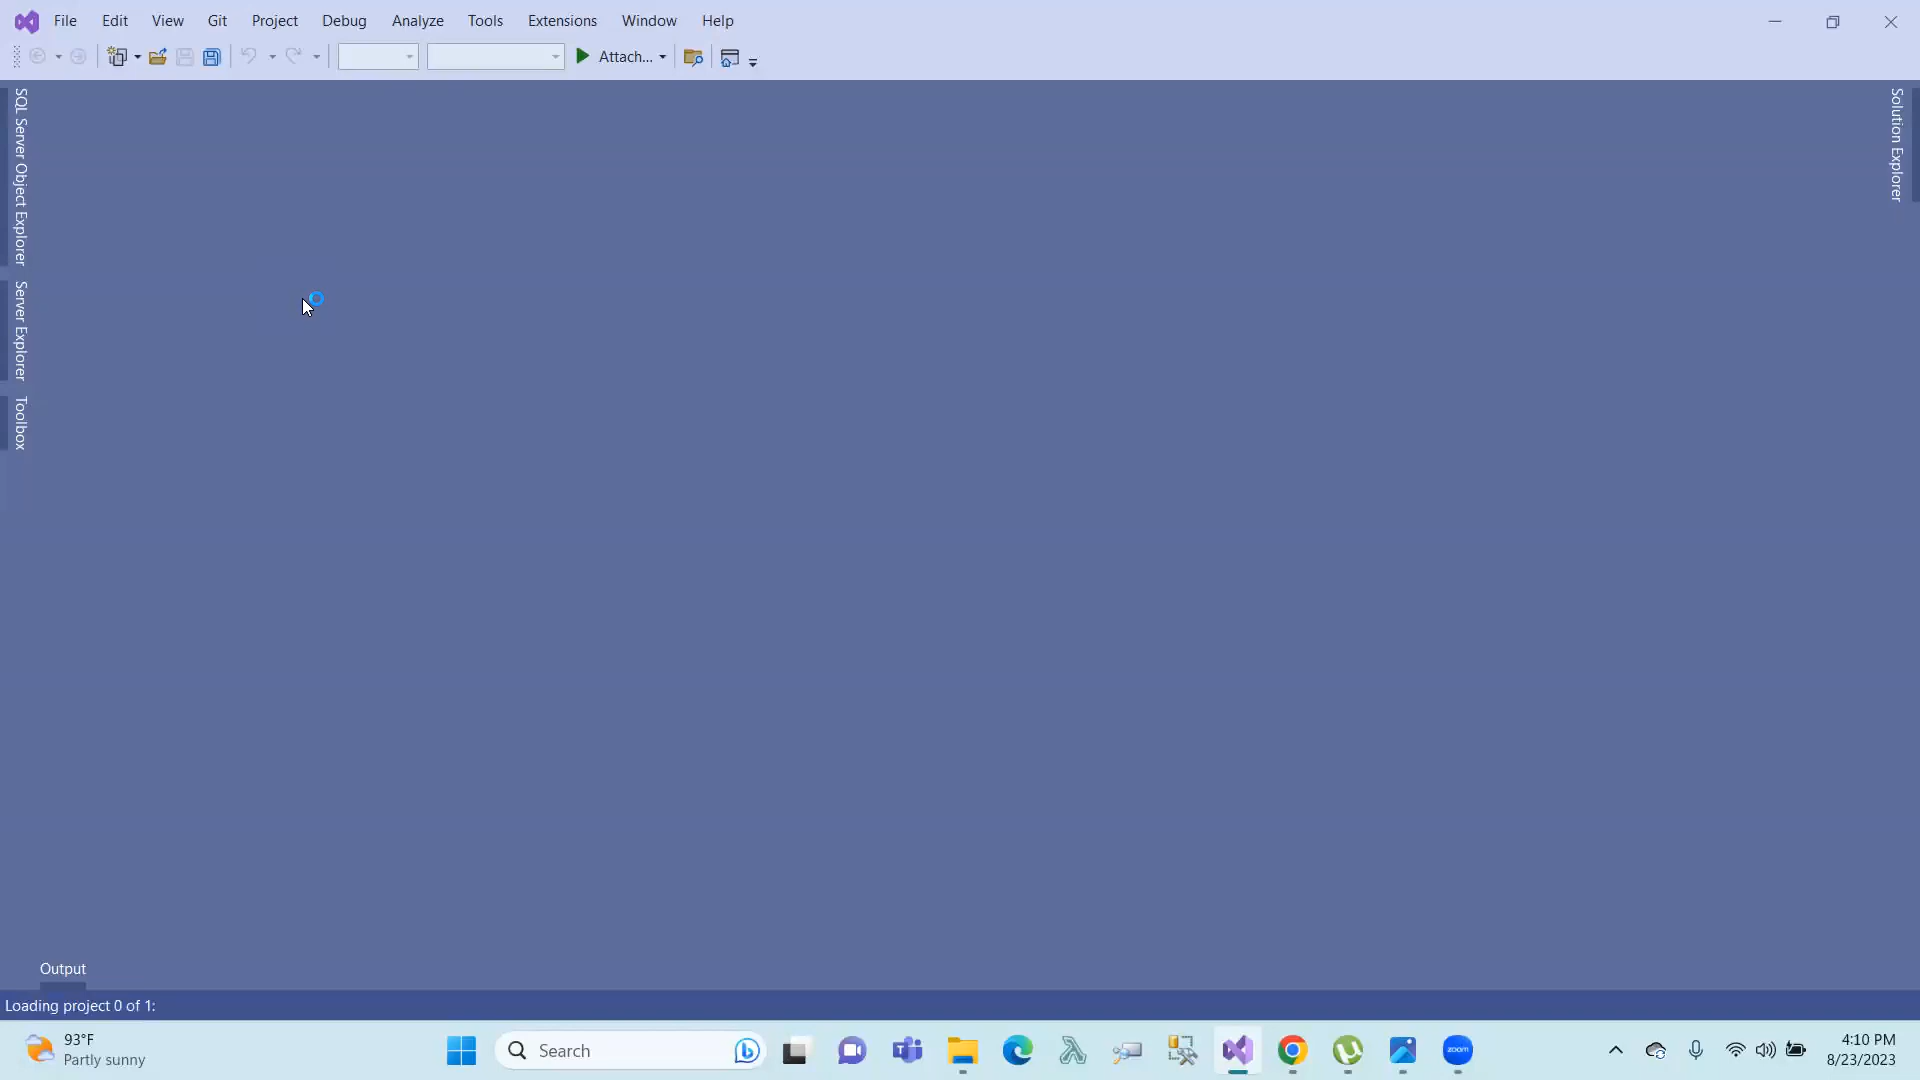 File Edit View Git Project Debug Analyze Tools Extensions Window Help
Attach...
SQL Server Object Explorer
Server Explorer
Toolbox
Solution Explorer
Output
Loading project 0 of 1:
93°F
Partly sunny
Search
zoom
4:10 PM
8/23/2023